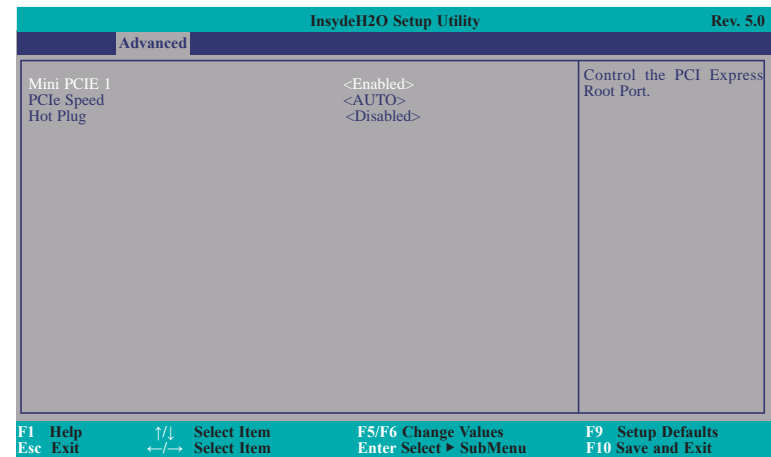 InsydeH2O Setup Utility Rev. 5.0
Advanced
Mini PCIE 1 <Enabled>
PCIe Speed <AUTO>
Hot Plug <Disabled>
Control the PCI Express
Root Port.
F1 Help ↑/↓ Select Item F5/F6 Change Values F9 Setup Defaults
Esc Exit ←/→ Select Item Enter Select ▶ SubMenu F10 Save and Exit